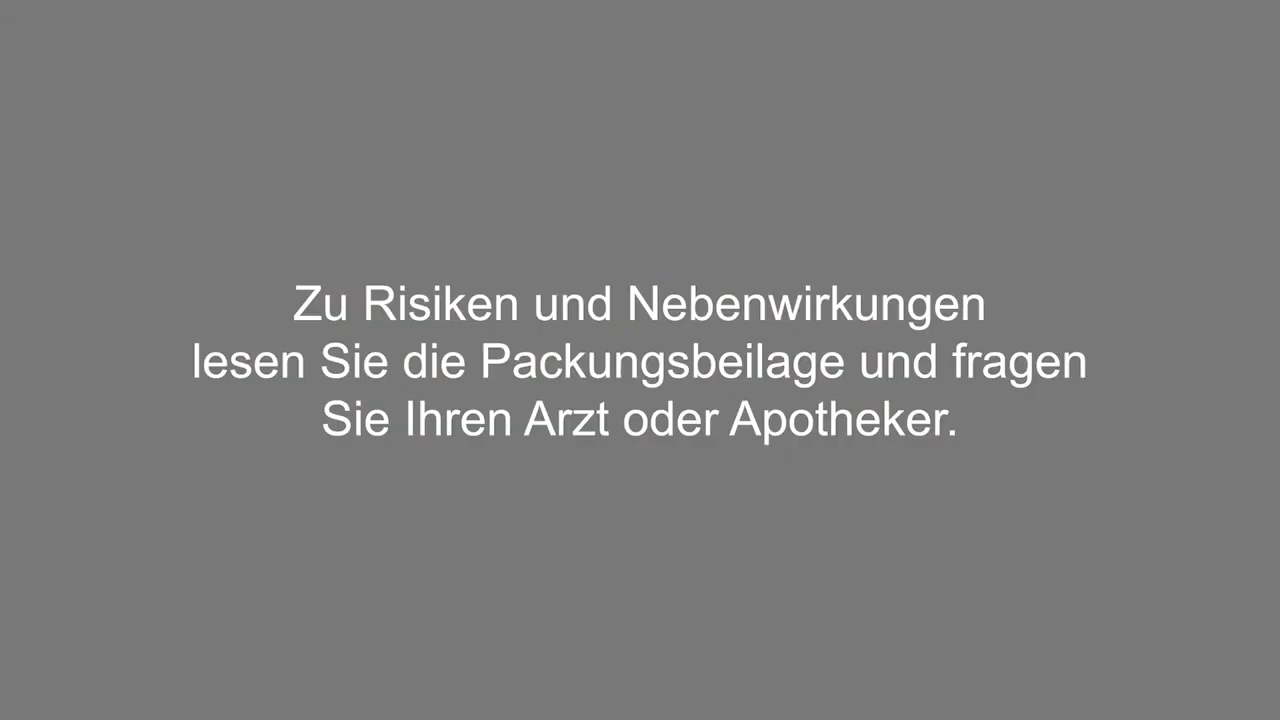 Zu Risiken und Nebenwirkungen
lesen Sie die Packungsbeilage und fragen
Sie Ihren Arzt oder Apotheker.